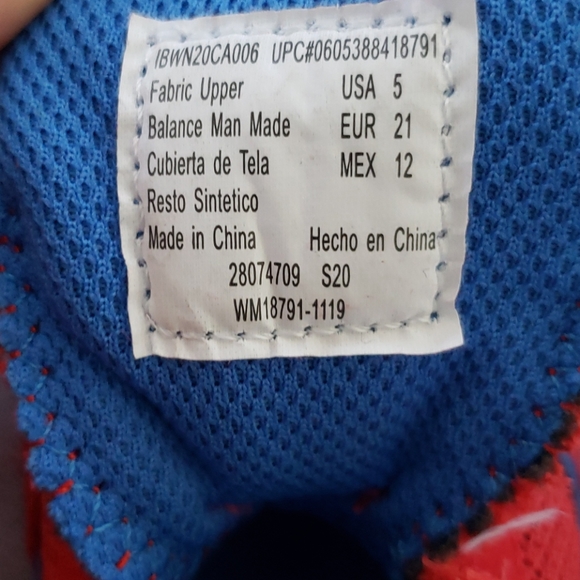 IBWN20CA006 UPC#0605388418791
Fabric Upper USA 5
Balance Man Made EUR 21
Cubierta de Tela MEX 12
Resto Sintetico
Made in China Hecho en China
28074709 S20
WM18791-1119